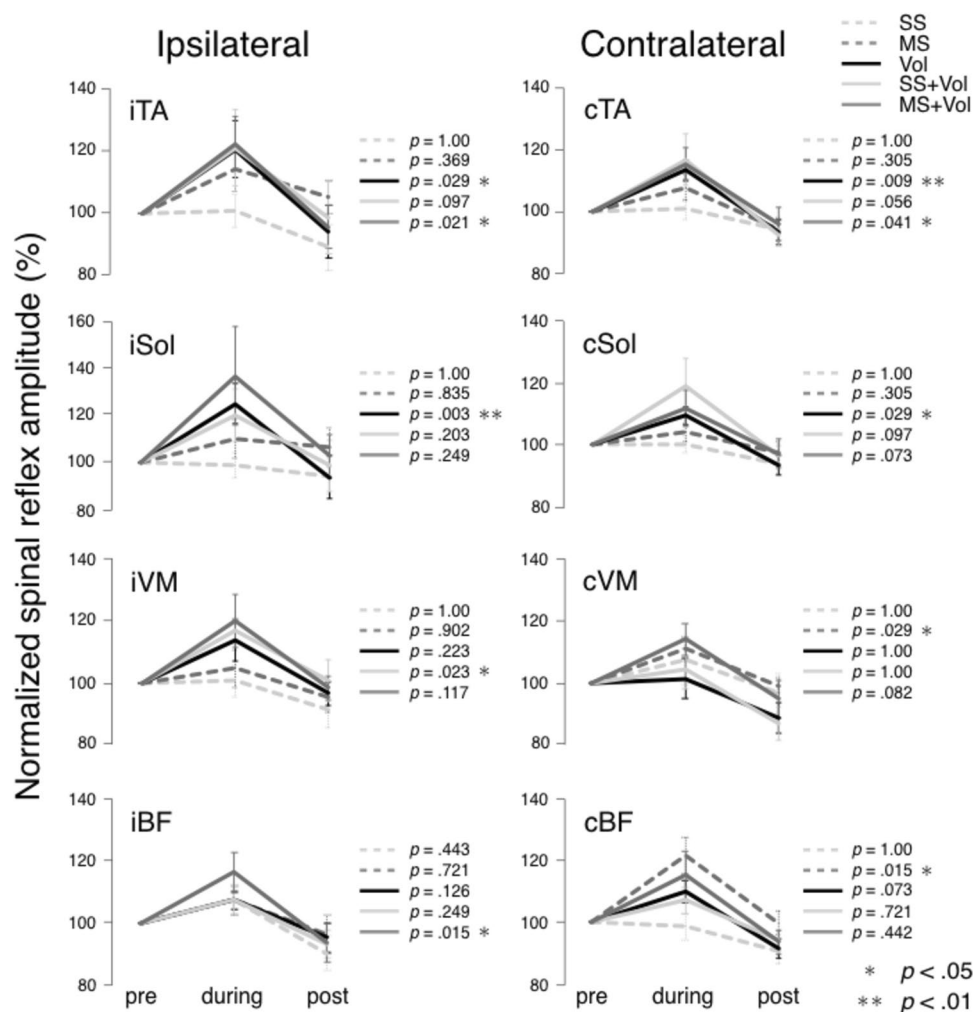 Ipsilateral
Contralateral
SS
MS
Vol
SS+Vol
MS+Vol
Normalized spinal reflex amplitude (%)
iTA
140
120
100
80
p = 1.00
p = .369
p = .029 *
p = .097
p = .021 *
cTA
140
120
100
80
p = 1.00
p = .305
p = .009 **
p = .056
p = .041 *
iSol
160
140
120
100
80
p = 1.00
p = .835
p = .003 **
p = .203
p = .249
cSol
140
120
100
80
p = 1.00
p = .305
p = .029 *
p = .097
p = .073
iVM
140
120
100
80
p = 1.00
p = .902
p = .223
p = .023 *
p = .117
cVM
140
120
100
80
p = 1.00
p = .029 *
p = 1.00
p = 1.00
p = .082
iBF
140
120
100
80
p = .443
p = .721
p = .126
p = .249
p = .015 *
cBF
140
120
100
80
p = 1.00
p = .015 *
p = .073
p = .721
p = .442
pre during post
pre during post
* p < .05
** p < .01